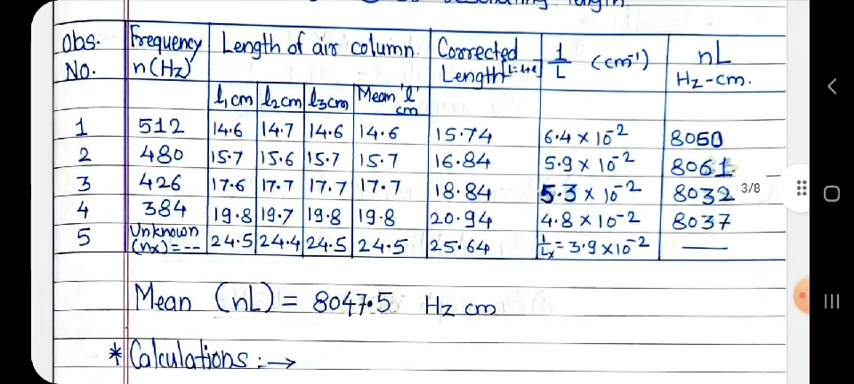 Obs. No. | Frequency n (Hz) | Length of air column. | Corrected Length [L=l+e] | 1/L (cm⁻¹) | nL Hz-cm.
l₁cm | l₂cm | l₃cm | Mean 'l' cm
1 | 512 | 14.6 | 14.7 | 14.6 | 14.6 | 15.74 | 6.4 × 10⁻² | 8060
2 | 480 | 15.7 | 15.6 | 15.7 | 15.7 | 16.84 | 5.9 × 10⁻² | 8061
3 | 426 | 17.6 | 17.7 | 17.7 | 17.7 | 18.84 | 5.3 × 10⁻² | 8032
4 | 384 | 19.8 | 19.7 | 19.8 | 19.8 | 20.94 | 4.8 × 10⁻² | 8037
5 | Unknown (nx)=-- | 24.5 | 24.4 | 24.5 | 24.5 | 25.64 | 1/Lx = 3.9×10⁻² | —
3/8
Mean (nL) = 8047.5 Hz cm
* Calculations :→